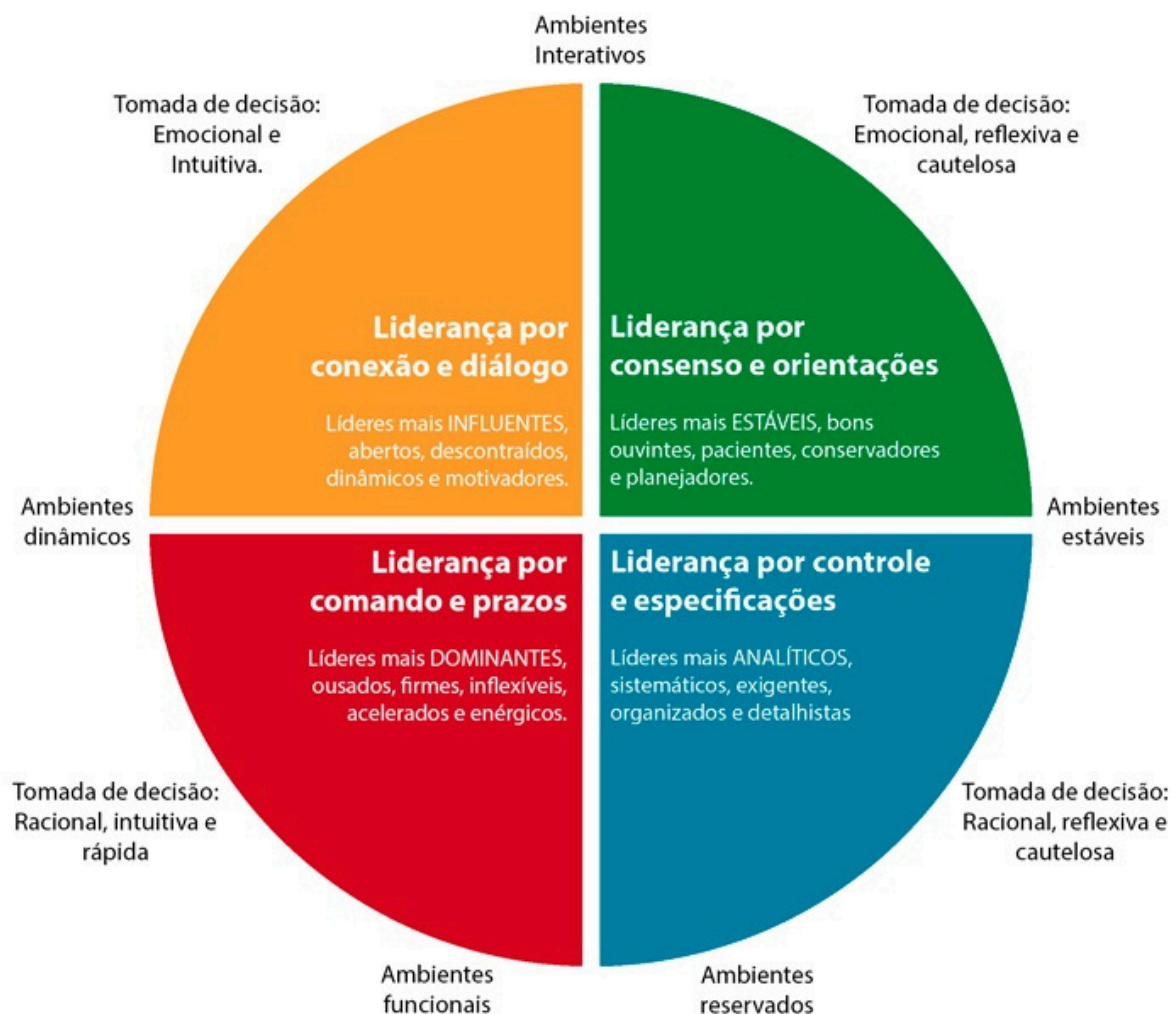 Ambientes
Interativos
Tomada de decisão:
Emocional e
Intuitiva.
Tomada de decisão:
Emocional, reflexiva e
cautelosa
Liderança por
conexão e diálogo
Líderes mais INFLUENTES,
abertos, descontraídos,
dinâmicos e motivadores.
Liderança por
consenso e orientações
Líderes mais ESTÁVEIS, bons
ouvintes, pacientes, conservadores
e planejadores.
Ambientes
dinâmicos
Ambientes
estáveis
Liderança por
comando e prazos
Líderes mais DOMINANTES,
ousados, firmes, inflexíveis,
acelerados e enérgicos.
Liderança por controle
e especificações
Líderes mais ANALÍTICOS,
sistemáticos, exigentes,
organizados e detalhistas
Tomada de decisão:
Racional, intuitiva e
rápida
Tomada de decisão:
Racional, reflexiva e
cautelosa
Ambientes
funcionais
Ambientes
reservados